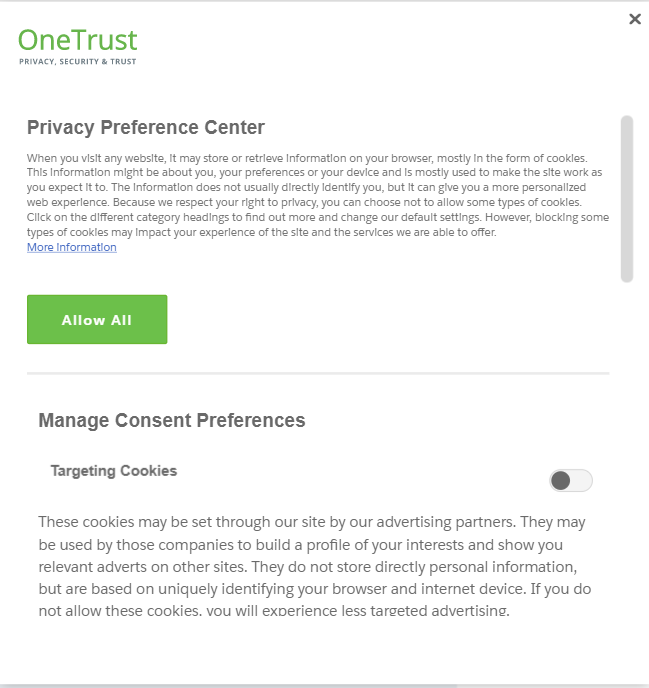 OneTrust
PRIVACY, SECURITY & TRUST
Privacy Preference Center
When you visit any website, it may store or retrieve information on your browser, mostly in the form of cookies.
This information might be about you, your preferences or your device and is mostly used to make the site work as
you expect it to. The information does not usually directly identify you, but it can give you a more personalized
web experience. Because we respect your right to privacy, you can choose not to allow some types of cookies.
Click on the different category headings to find out more and change our default settings. However, blocking some
types of cookies may impact your experience of the site and the services we are able to offer.
More information
Allow All
Manage Consent Preferences
Targeting Cookies
These cookies may be set through our site by our advertising partners. They may
be used by those companies to build a profile of your interests and show you
relevant adverts on other sites. They do not store directly personal information,
but are based on uniquely identifying your browser and internet device. If you do
not allow these cookies, you will experience less targeted advertising.